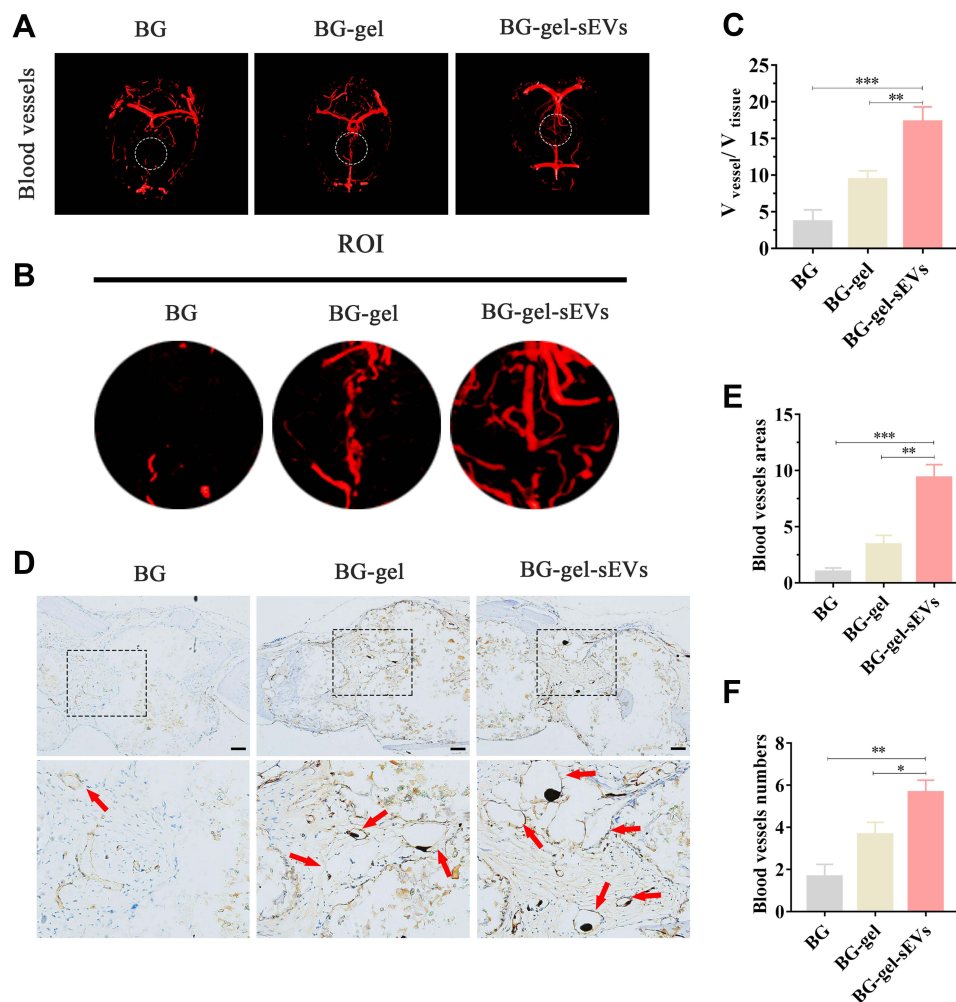 A
BG
BG-gel
BG-gel-sEVs
Blood vessels
ROI
B
BG
BG-gel
BG-gel-sEVs
C
V vessel/ V tissue
25
20
15
10
5
0
***
**
BG
BG-gel
BG-gel-sEVs
D
BG
BG-gel
BG-gel-sEVs
E
Blood vessels areas
15
10
5
0
***
**
BG
BG-gel
BG-gel-sEVs
F
Blood vessels numbers
8
6
4
2
0
**
*
BG
BG-gel
BG-gel-sEVs